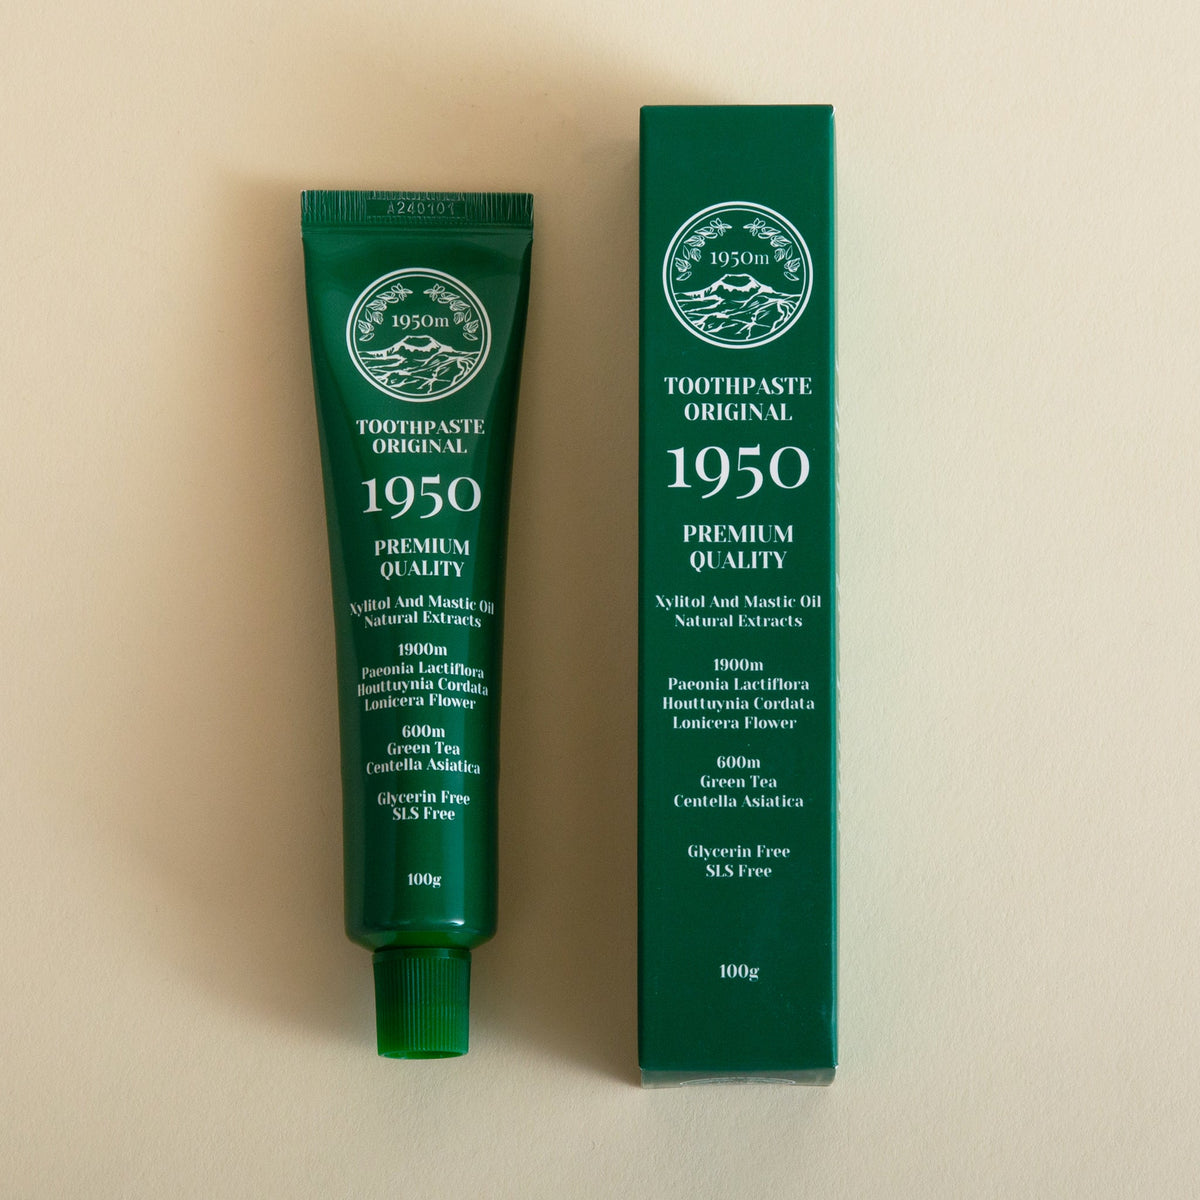 A240101
1950m
TOOTHPASTE
ORIGINAL
1950
PREMIUM
QUALITY
Xylitol And Mastic Oil
Natural Extracts
1900m
Paeonia Lactiflora
Houttuynia Cordata
Lonicera Flower
600m
Green Tea
Centella Asiatica
Glycerin Free
SLS Free
100g
1950m
TOOTHPASTE
ORIGINAL
1950
PREMIUM
QUALITY
Xylitol And Mastic Oil
Natural Extracts
1900m
Paeonia Lactiflora
Houttuynia Cordata
Lonicera Flower
600m
Green Tea
Centella Asiatica
Glycerin Free
SLS Free
100g